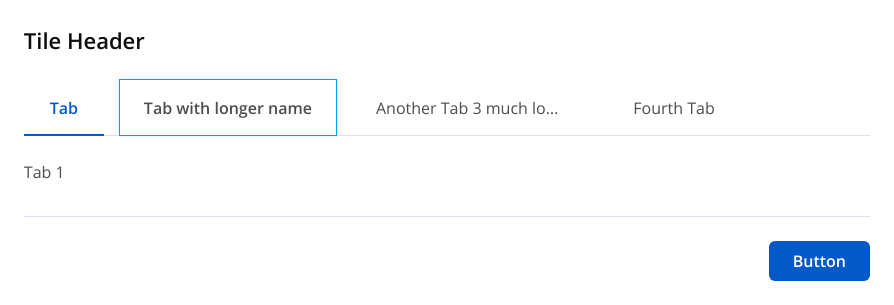 Tile Header
Tab Tab with longer name Another Tab 3 much lo... Fourth Tab
Tab 1
Button